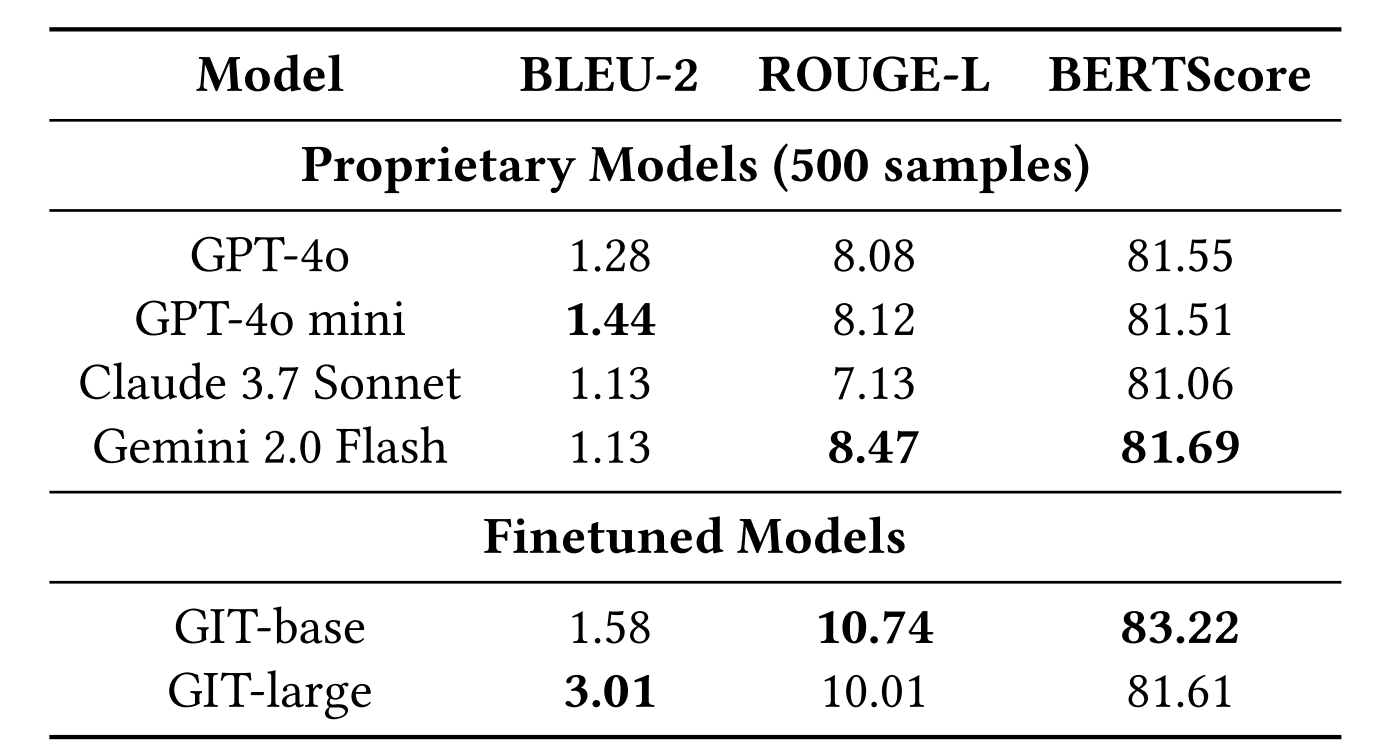 Model BLEU-2 ROUGE-L BERTScore
Proprietary Models (500 samples)
GPT-4o 1.28 8.08 81.55
GPT-4o mini 1.44 8.12 81.51
Claude 3.7 Sonnet 1.13 7.13 81.06
Gemini 2.0 Flash 1.13 8.47 81.69
Finetuned Models
GIT-base 1.58 10.74 83.22
GIT-large 3.01 10.01 81.61